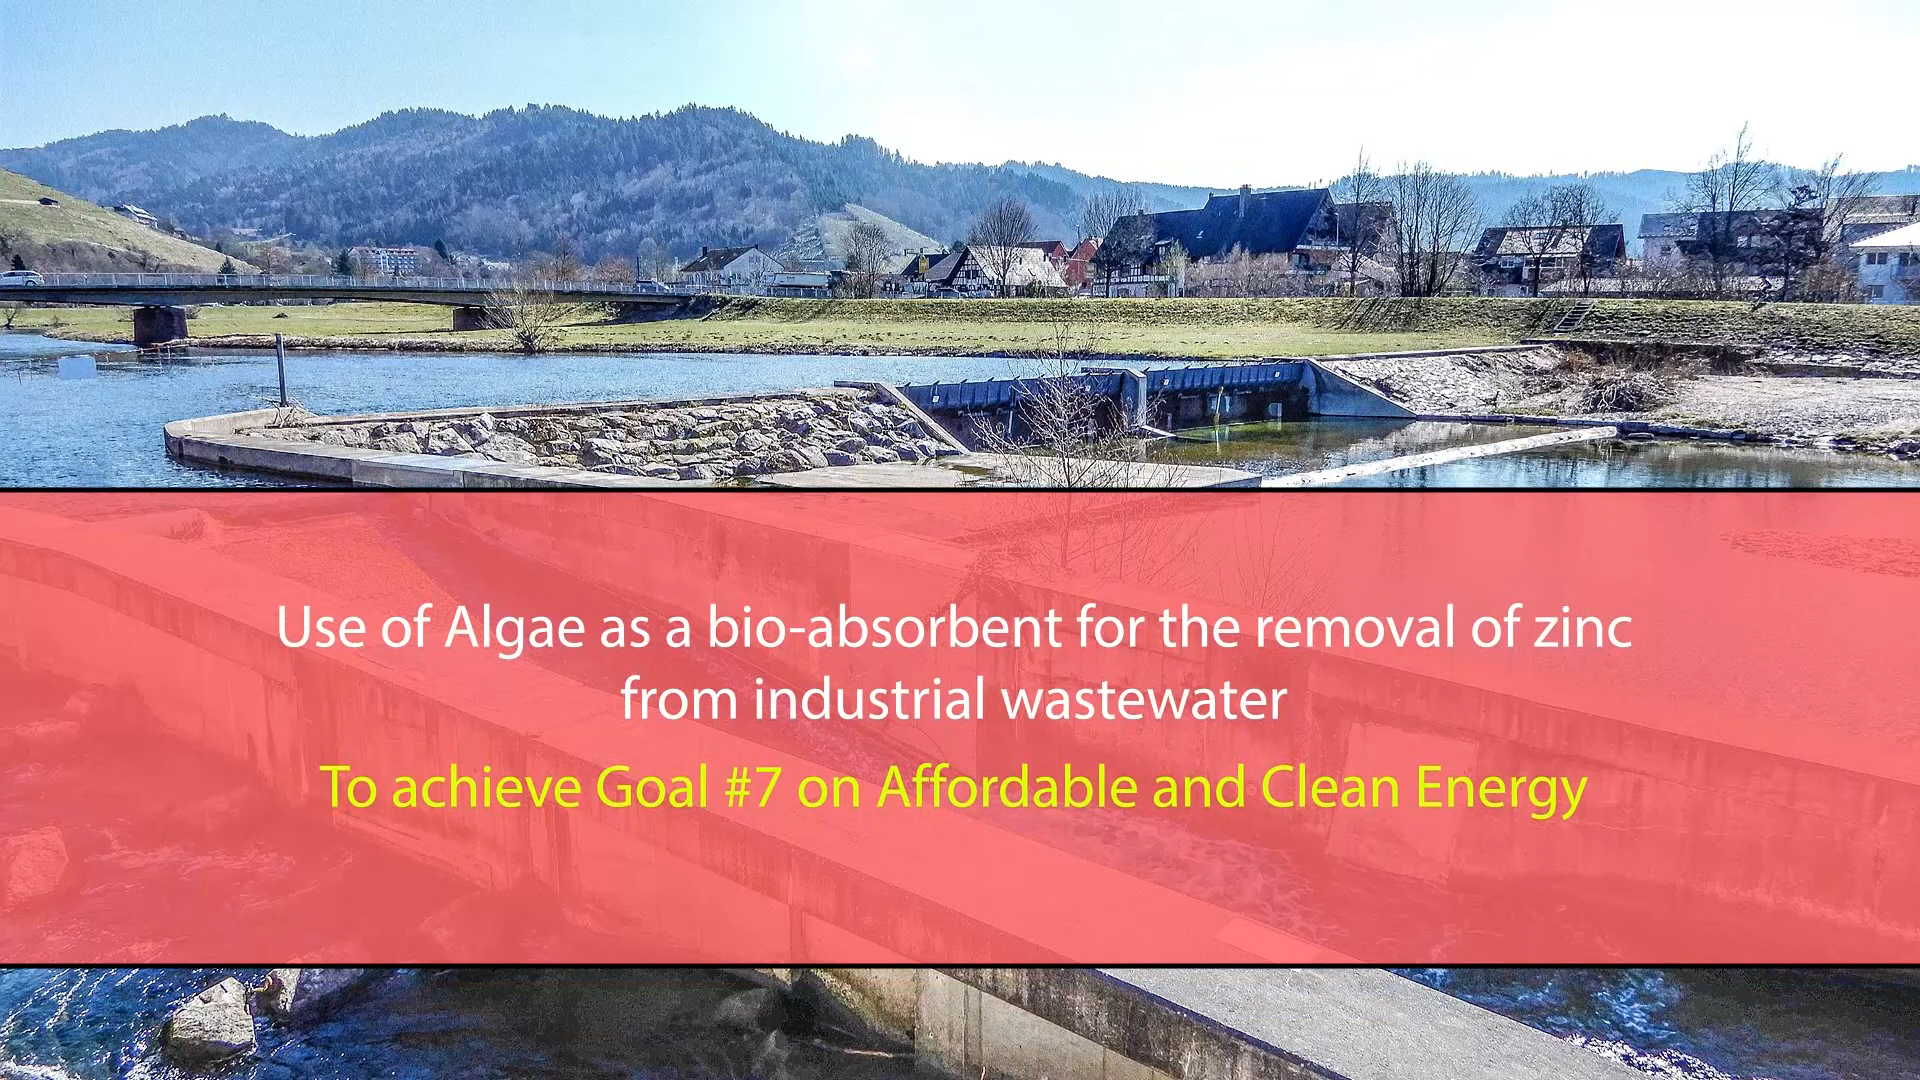 Use of Algae as a bio-absorbent for the removal of zinc
from industrial wastewater
To achieve Goal #7 on Affordable and Clean Energy